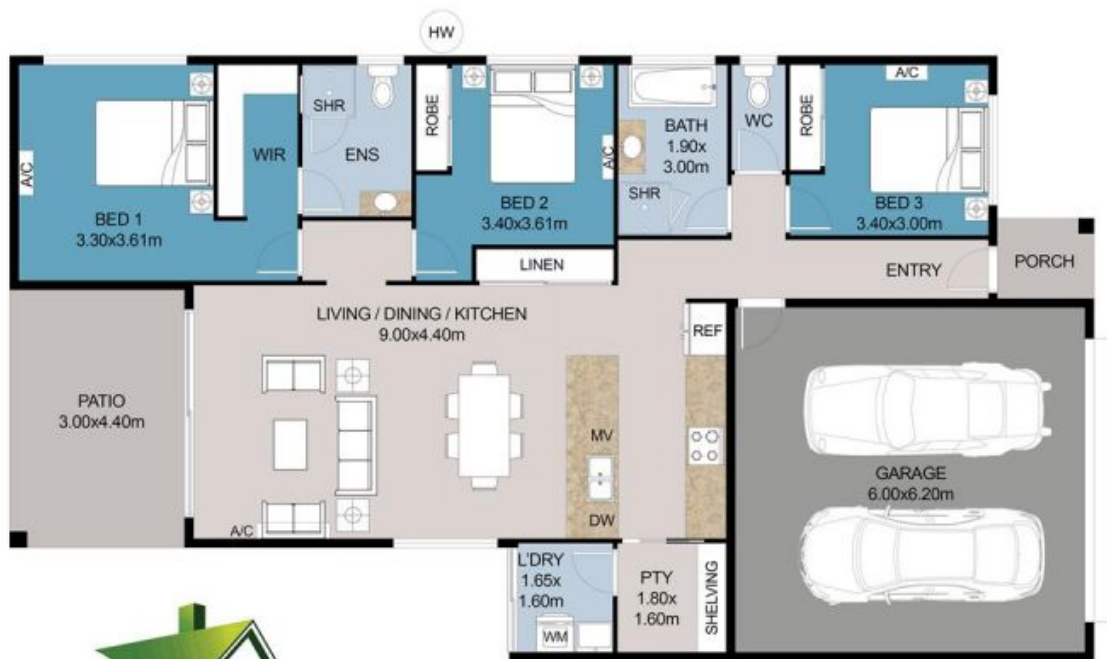 HW
A/C
BED 1
3.30x3.61m
WIR
SHR
ENS
ROBE
BED 2
3.40x3.61m
A/C
LINEN
BATH
1.90x
3.00m
SHR
WC
ROBE
A/C
BED 3
3.40x3.00m
ENTRY
PORCH
LIVING / DINING / KITCHEN
9.00x4.40m
REF
PATIO
3.00x4.40m
MV
DW
A/C
GARAGE
6.00x6.20m
L'DRY
1.65x
1.60m
WM
PTY
1.80x
1.60m
SHELVING